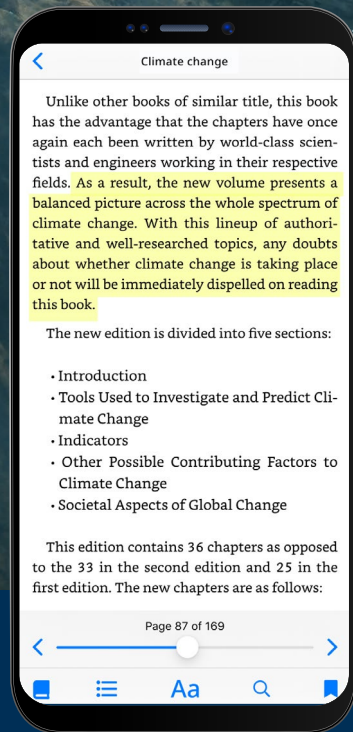 Climate change
Unlike other books of similar title, this book
has the advantage that the chapters have once
again each been written by world-class scien-
tists and engineers working in their respective
fields. As a result, the new volume presents a
balanced picture across the whole spectrum of
climate change. With this lineup of authori-
tative and well-researched topics, any doubts
about whether climate change is taking place
or not will be immediately dispelled on reading
this book.
The new edition is divided into five sections:
• Introduction
• Tools Used to Investigate and Predict Cli-
mate Change
• Indicators
• Other Possible Contributing Factors to
Climate Change
• Societal Aspects of Global Change
This edition contains 36 chapters as opposed
to the 33 in the second edition and 25 in the
first edition. The new chapters are as follows:
Page 87 of 169
Aa